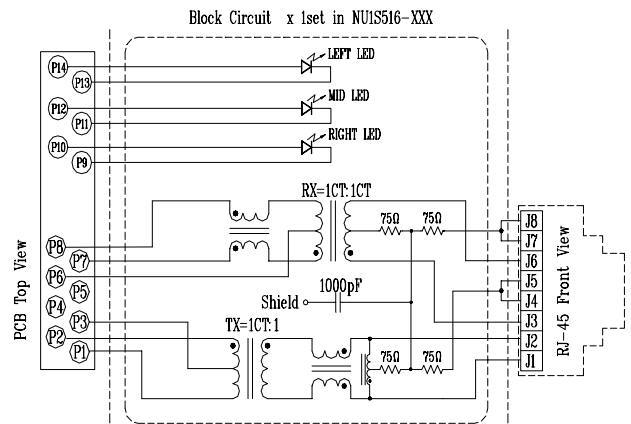 Block Circuit x 1set in NU1S516-XXX
P14
LEFT LED
P13
P12
MID LED
P11
P10
RIGHT LED
P9
RX=1CT:1CT
75Ω
75Ω
J8
J7
P8
P7
J6
P6
1000pF
J5
P5
Shield
J4
P4
P3
TX=1CT:1
J3
P2
J2
P1
75Ω
75Ω
J1
PCB Top View
RJ-45 Front View